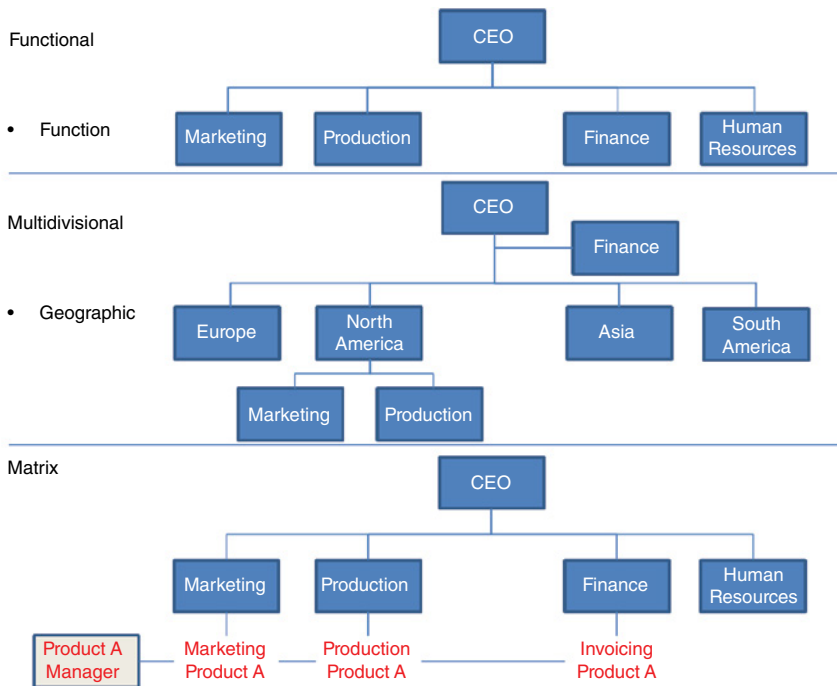 Functional
CEO
• Function
Marketing
Production
Finance
Human
Resources
Multidivisional
CEO
Finance
• Geographic
Europe
North
America
Asia
South
America
Marketing
Production
Matrix
CEO
Marketing
Production
Finance
Human
Resources
Product A
Manager
Marketing
Product A
Production
Product A
Invoicing
Product A